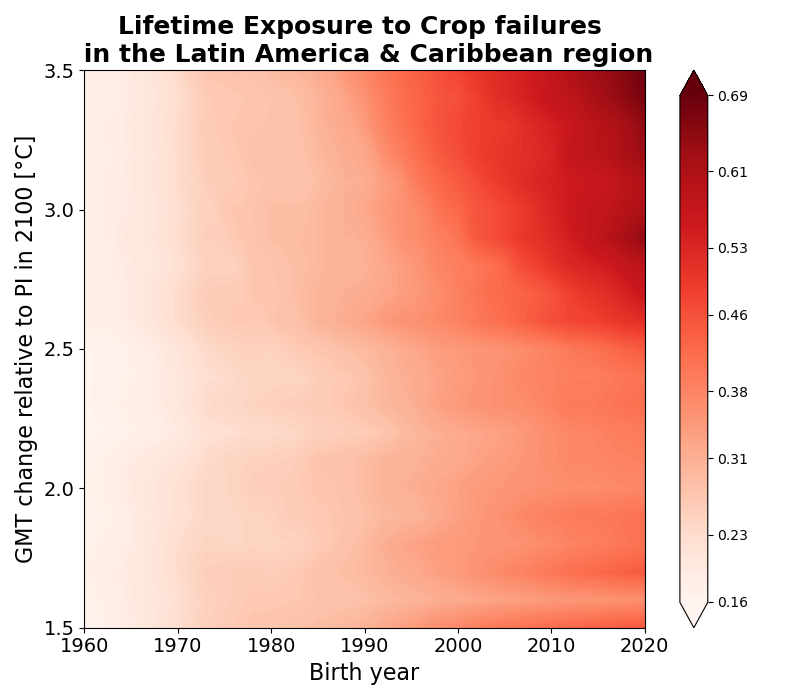 Lifetime Exposure to Crop failures
in the Latin America & Caribbean region
GMT change relative to PI in 2100 [°C]
3.5
3.0
2.5
2.0
1.5
1960 1970 1980 1990 2000 2010 2020
Birth year
0.69
0.61
0.53
0.46
0.38
0.31
0.23
0.16